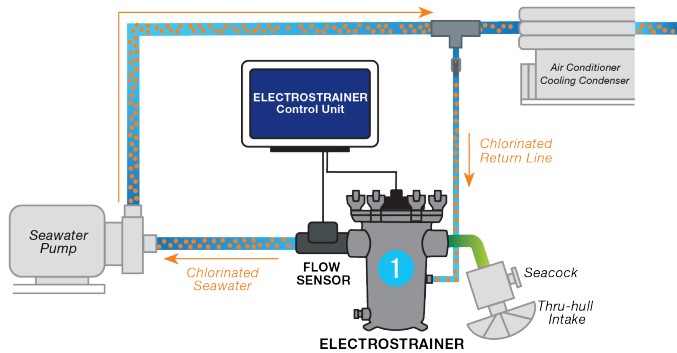 ELECTROSTRAINER
Control Unit
Air Conditioner
Cooling Condenser
Chlorinated
Return Line
Seawater
Pump
Chlorinated
Seawater
FLOW
SENSOR
1
Seacock
Thru-hull
Intake
ELECTROSTRAINER